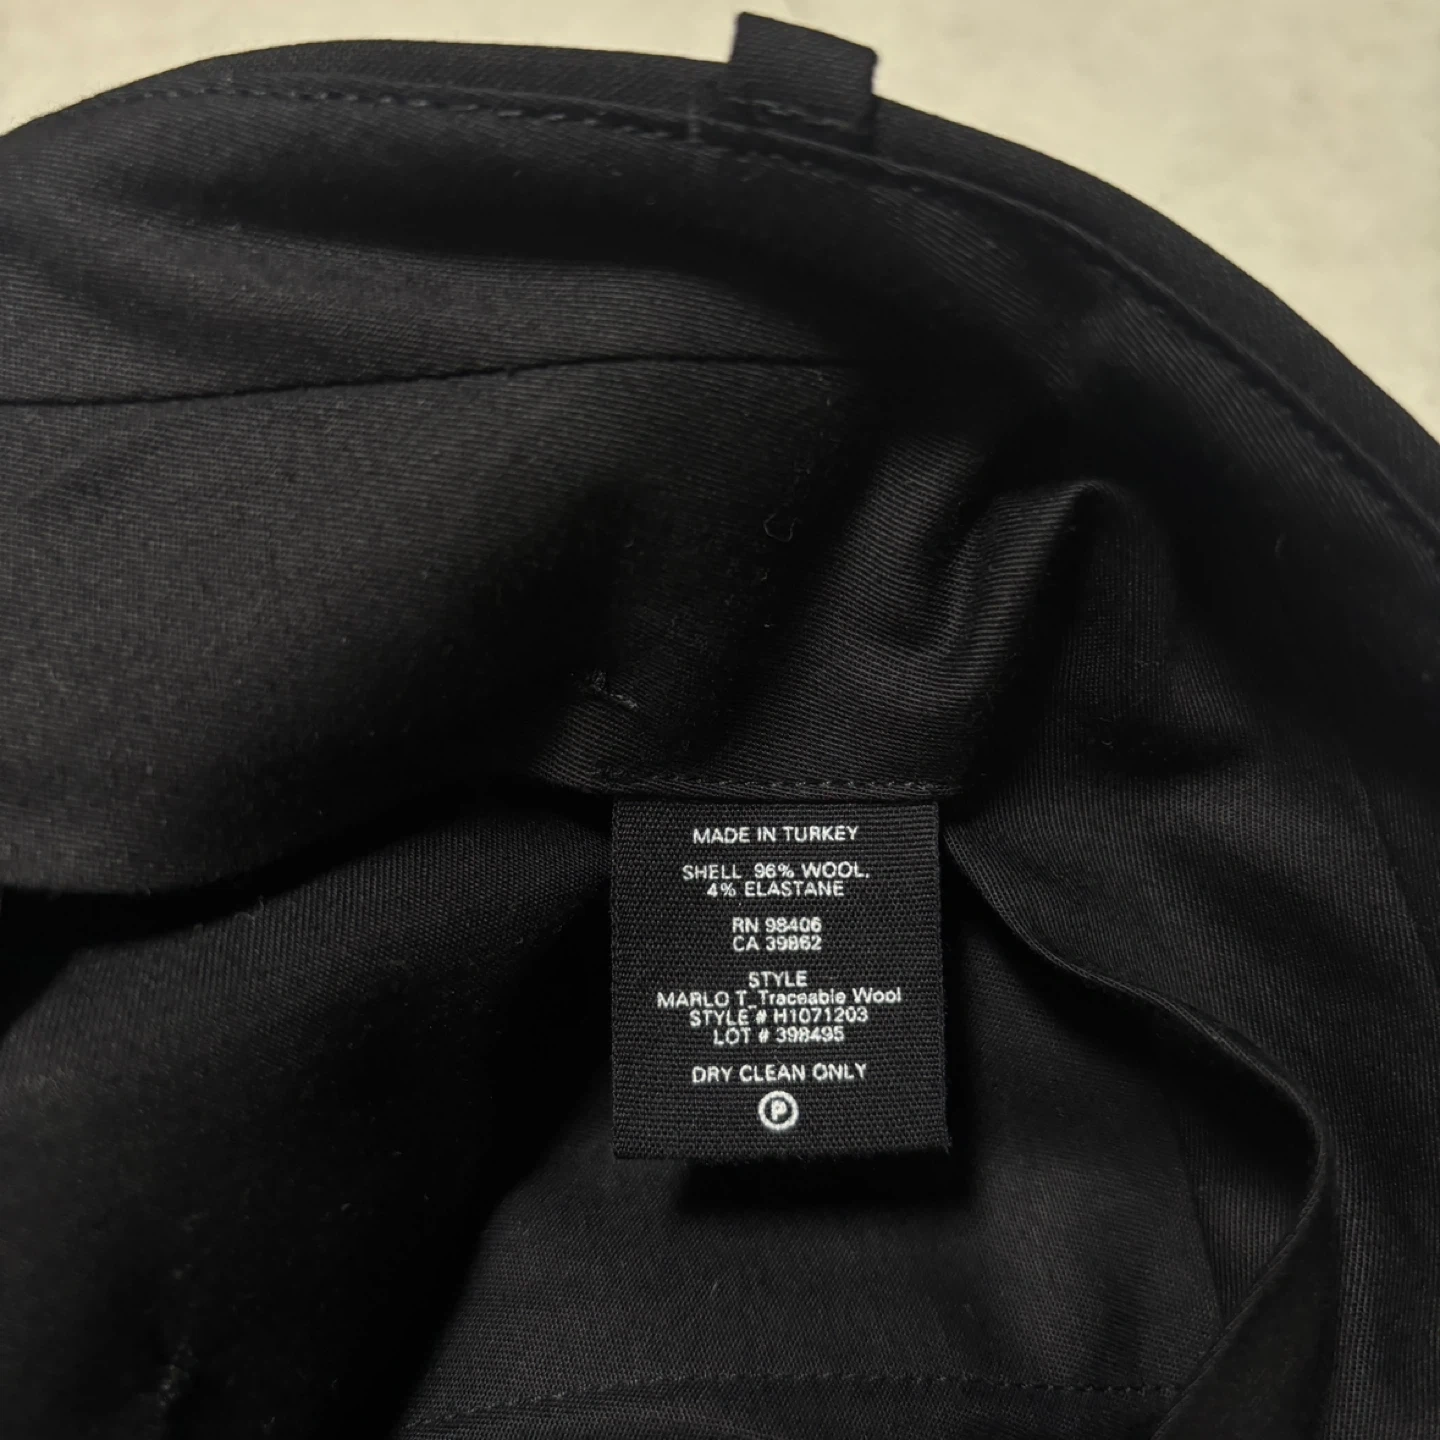 MADE IN TURKEY
SHELL 96% WOOL,
4% ELASTANE
RN 98406
CA 39862
STYLE
MARLO T_Traceable Wool
STYLE # H1071203
LOT # 398495
DRY CLEAN ONLY
P